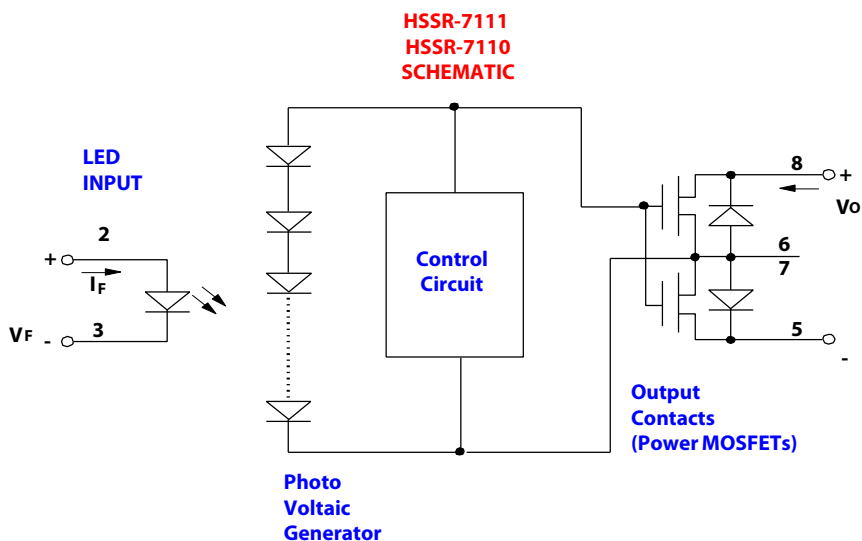 HSSR-7111
HSSR-7110
SCHEMATIC
LED
INPUT
2
+
IF
VF
-
3
Control
Circuit
8
+
VO
6
7
5
-
Output
Contacts
(Power MOSFETs)
Photo
Voltaic
Generator